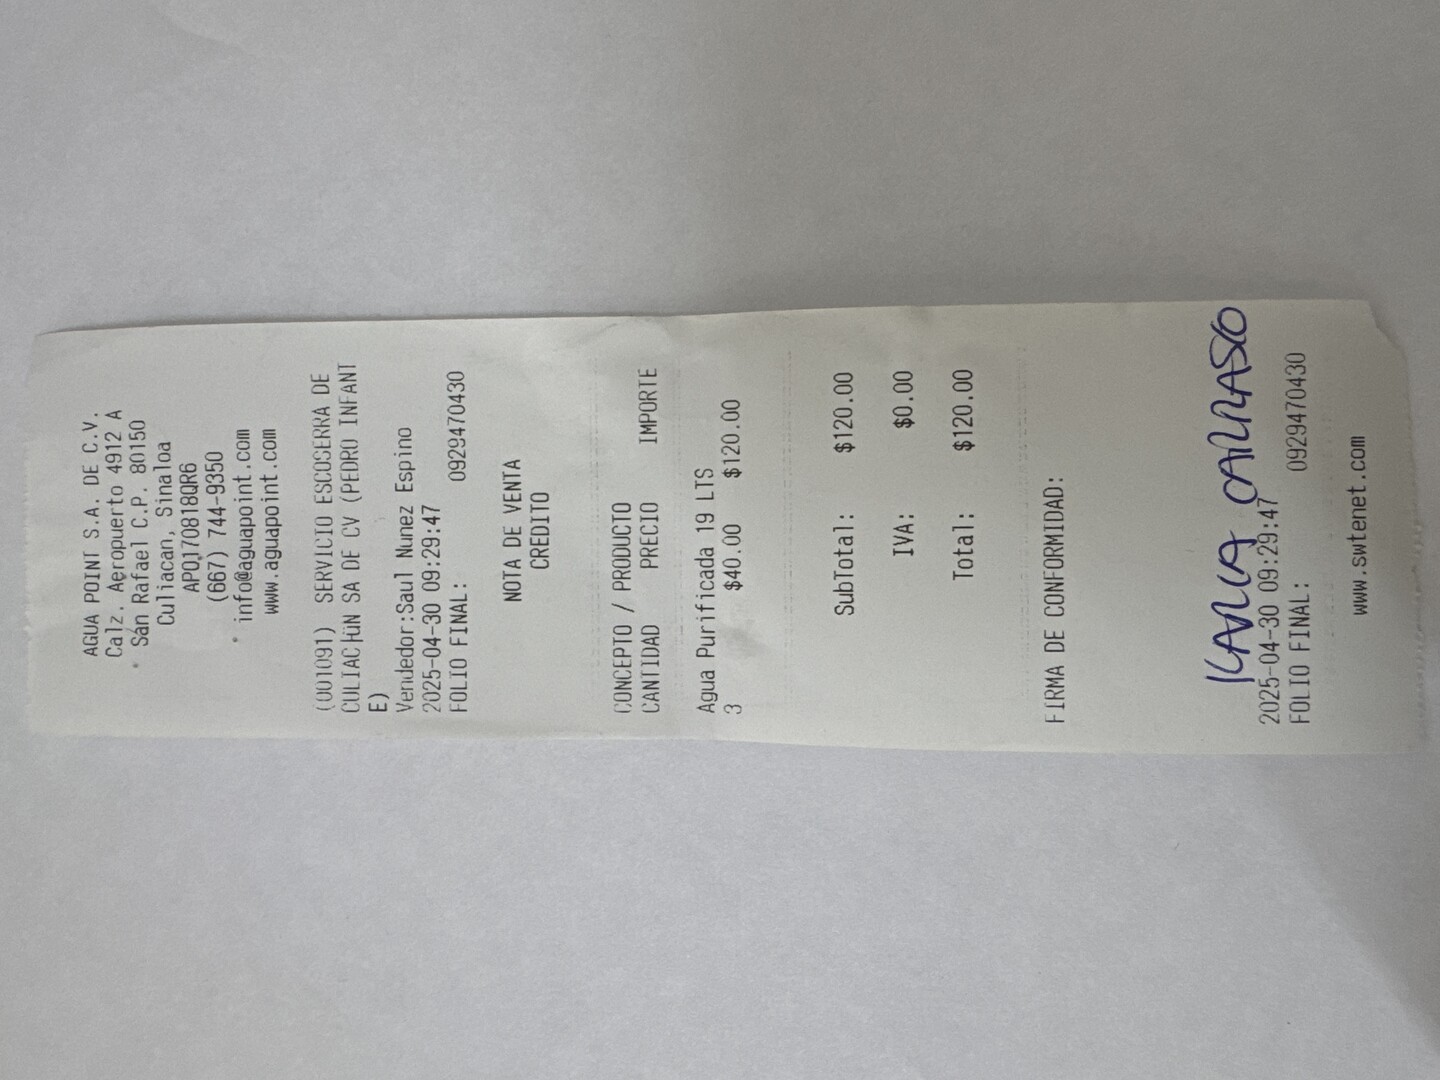 AGUA POINT S.A. DE C.V.
Calz. Aeropuerto 4912 A
San Rafael C.P. 80150
Culiacan, Sinaloa
APO170818QR6
(667) 744-9350
info@aguapoint.com
www.aguapoint.com
(001091) SERVICIO ESCOSERRA DE
SA DE CV (PEDRO INFANT
E)
Vendedor:Saul Nunez Espino
2025-04-30 09:29:47
FOLIO FINAL: 0929470430
NOTA DE VENTA
CREDITO
CONCEPTO / PRODUCTO
CANTIDAD PRECIO IMPORTE
Agua Purificada 19 LTS
3 $40.00 $120.00
SubTotal: $120.00
IVA: $0.00
Total: $120.00
FIRMA DE CONFORMIDAD:
KARLA CARRASCO
2025-04-30 09:29:47
FOLIO FINAL: 0929470430
www.swtenet.com